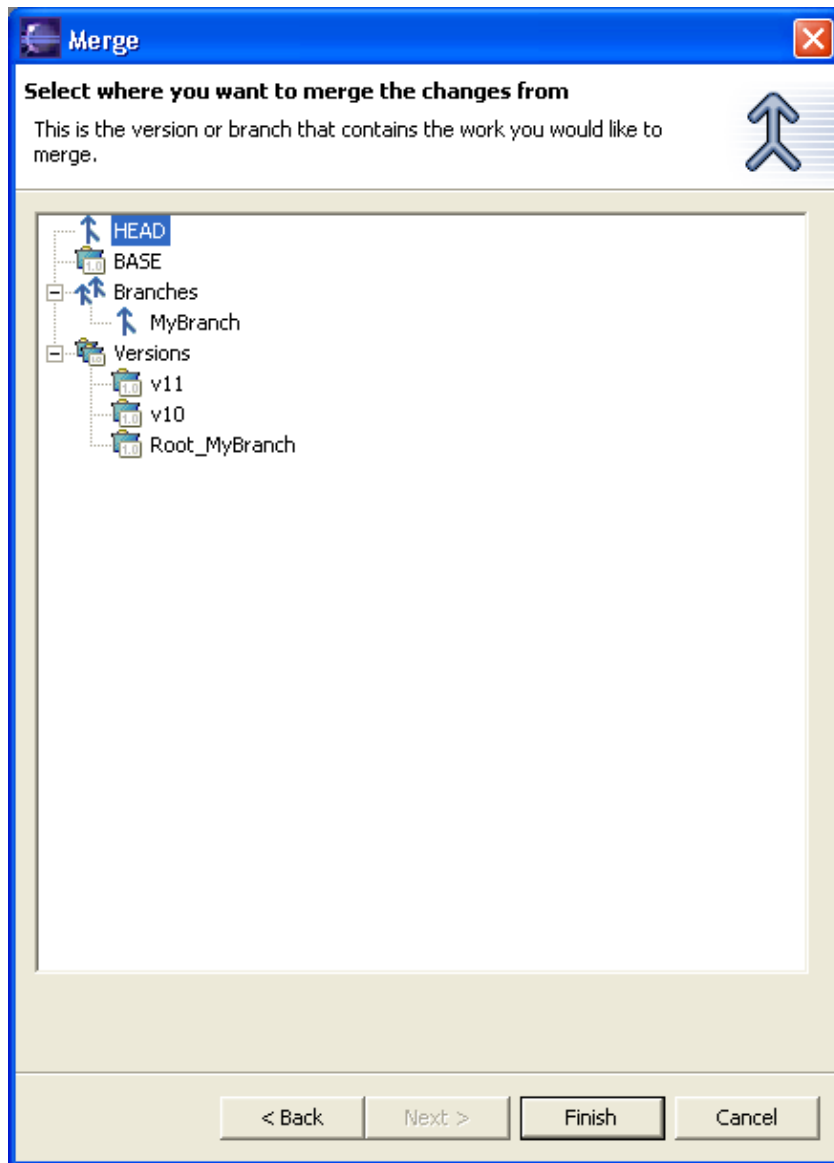 Merge
Select where you want to merge the changes from
This is the version or branch that contains the work you would like to
merge.
HEAD
BASE
Branches
MyBranch
Versions
v11
v10
Root_MyBranch
< Back Next > Finish Cancel